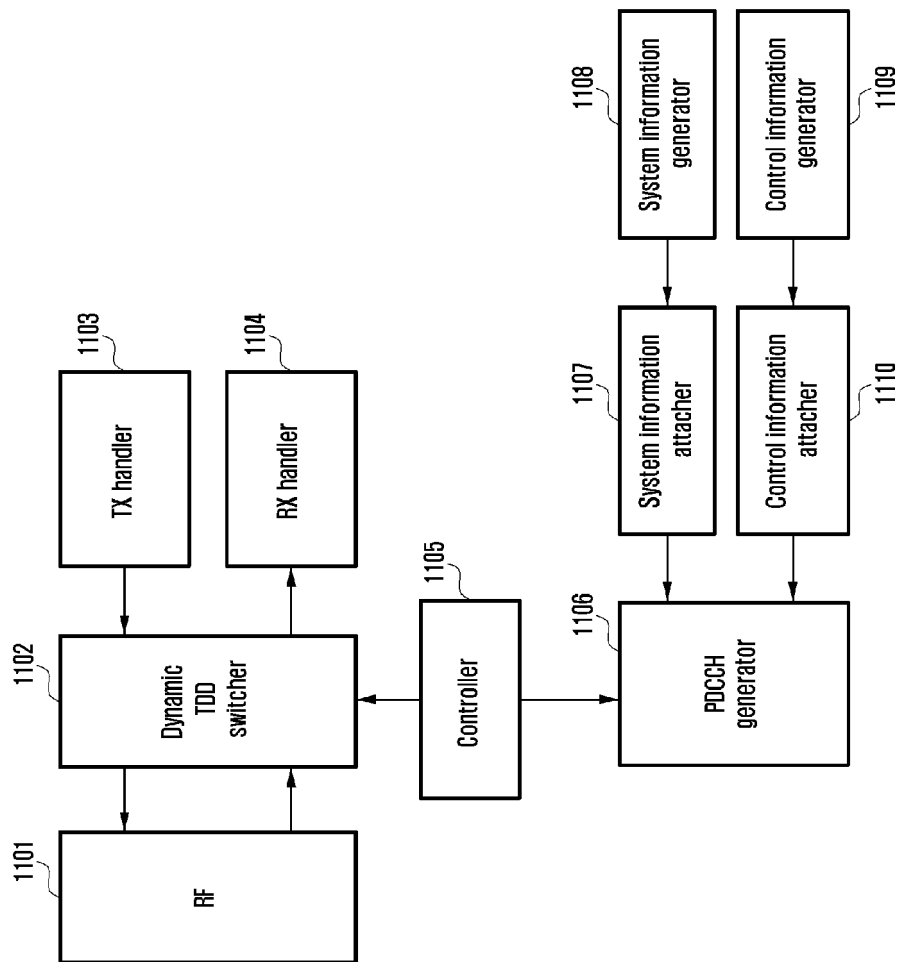 1101
RF
1102
Dynamic
TDD
switcher
1103
TX handler
1104
RX handler
1105
Controller
1106
PDCCH
generator
1107
System information
attacher
1108
System information
generator
1110
Control information
attacher
1109
Control information
generator